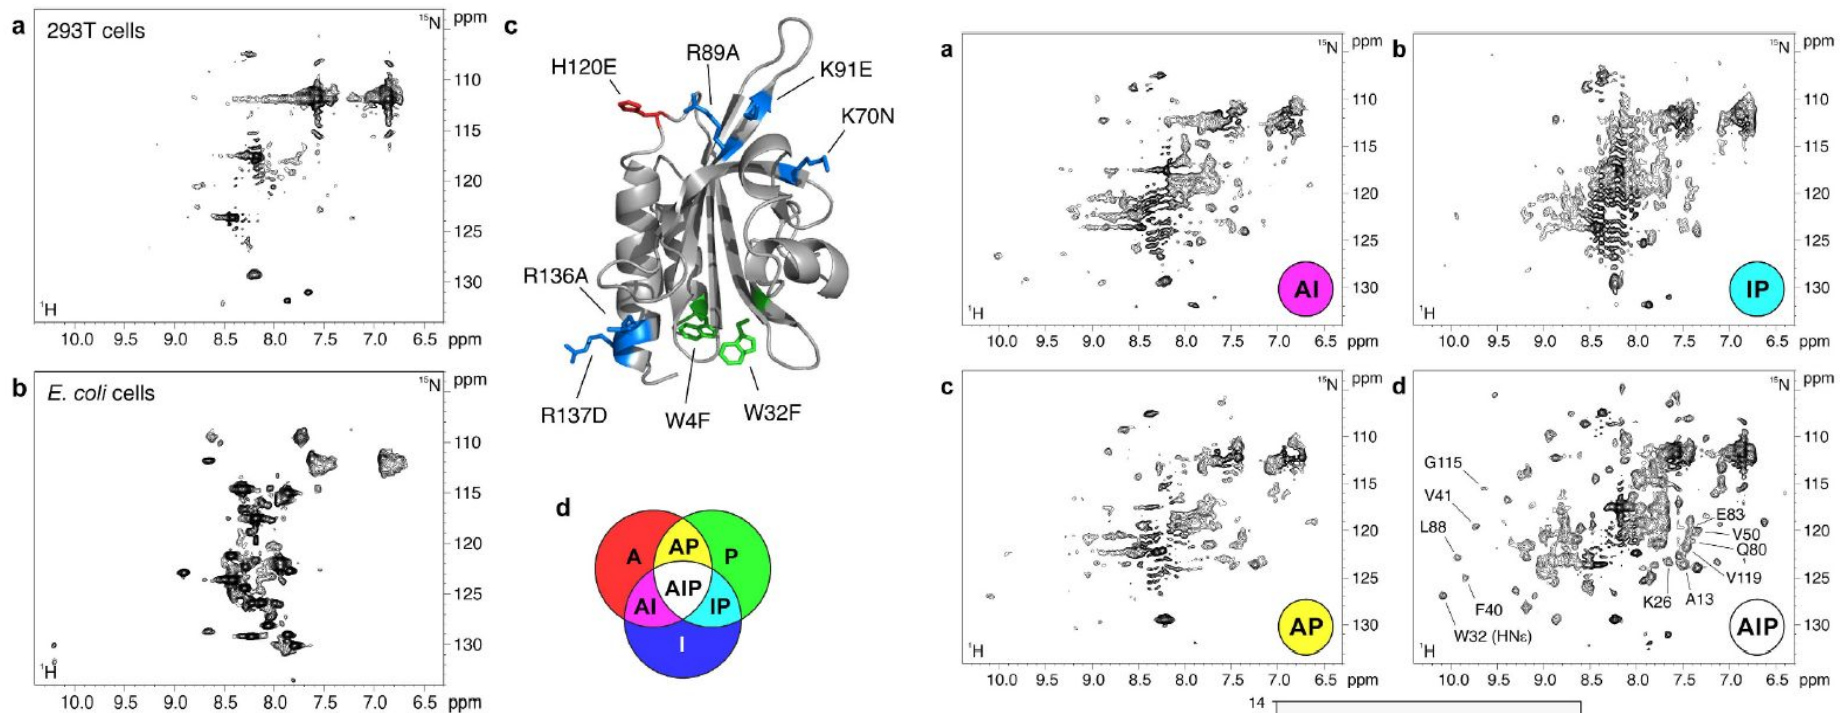 a
293T cells
15N
ppm
110
115
120
125
130
1H
10.0 9.5 9.0 8.5 8.0 7.5 7.0 6.5 ppm
b
E. coli cells
15N
ppm
110
115
120
125
130
1H
10.0 9.5 9.0 8.5 8.0 7.5 7.0 6.5 ppm
c
H120E
R89A
K91E
K70N
R136A
R137D
W4F
W32F
d
A
AP
P
AIP
AI
IP
I
a
15N
ppm
110
115
120
125
130
AI
1H
10.0 9.5 9.0 8.5 8.0 7.5 7.0 6.5 ppm
b
15N
ppm
110
115
120
125
130
IP
1H
10.0 9.5 9.0 8.5 8.0 7.5 7.0 6.5 ppm
c
15N
ppm
110
115
120
125
130
AP
1H
10.0 9.5 9.0 8.5 8.0 7.5 7.0 6.5 ppm
d
15N
ppm
110
115
120
125
130
G115
V41
L88
F40
W32 (HNε)
E83
V50
Q80
V119
A13
K26
AIP
1H
10.0 9.5 9.0 8.5 8.0 7.5 7.0 6.5 ppm
14